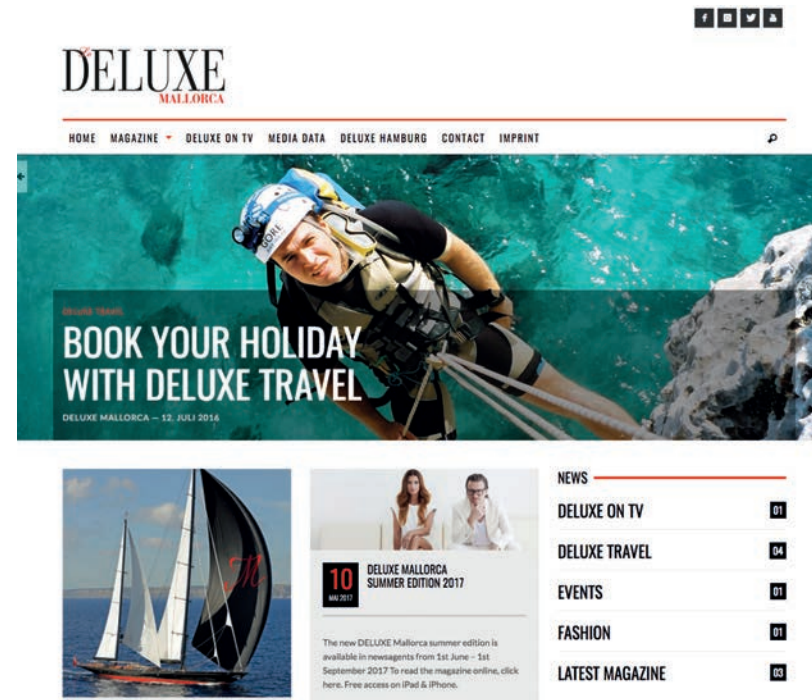 De
DELUXE
MALLORCA
HOME MAGAZINE DELUXE ON TV MEDIA DATA DELUXE HAMBURG CONTACT IMPRINT
GORE
DELUXE TRAVEL
BOOK YOUR HOLIDAY
WITH DELUXE TRAVEL
DELUXE MALLORCA — 12. JULI 2016
M
10
MAI 2017
DELUXE MALLORCA
SUMMER EDITION 2017
The new DELUXE Mallorca summer edition is
available in newsagents from 1st June – 1st
September 2017 To read the magazine online, click
here. Free access on iPad & iPhone.
NEWS
DELUXE ON TV 01
DELUXE TRAVEL 04
EVENTS 01
FASHION 01
LATEST MAGAZINE 03